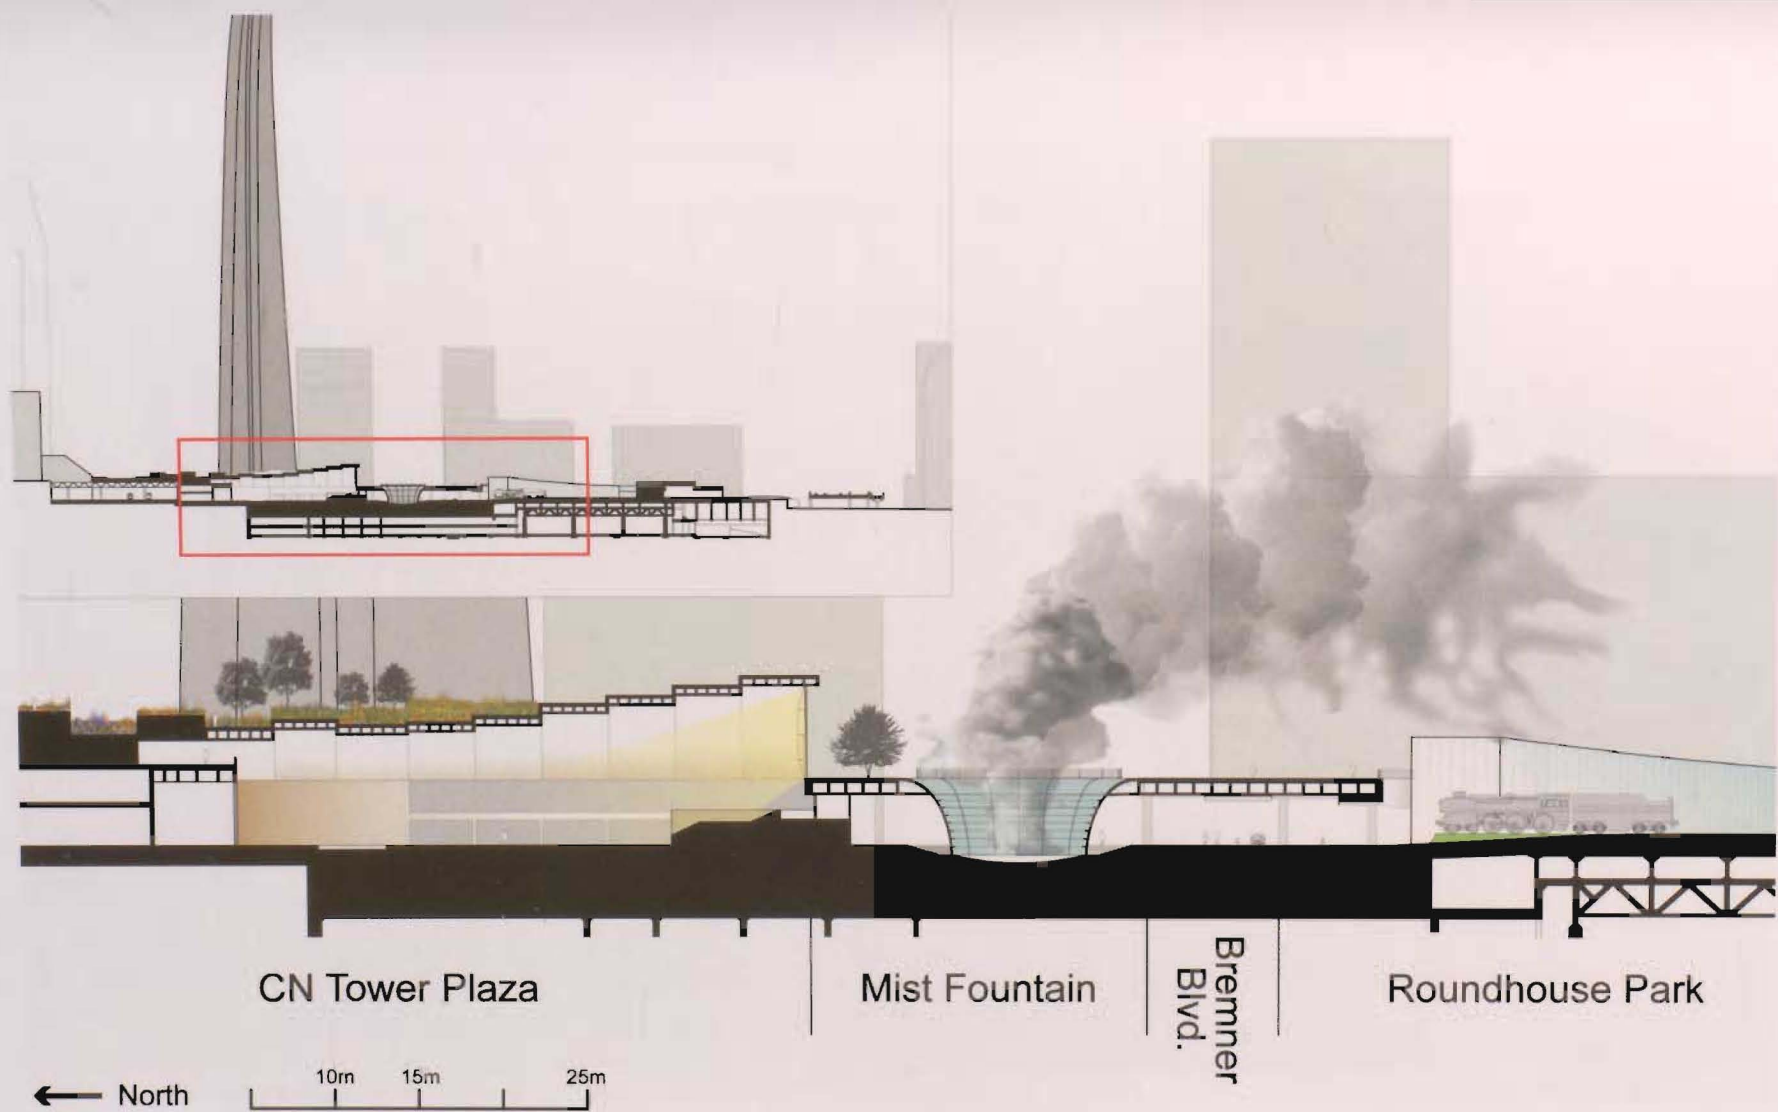 CN Tower Plaza
Mist Fountain
Bremner
Blvd.
Roundhouse Park
North
10m
15m
25m